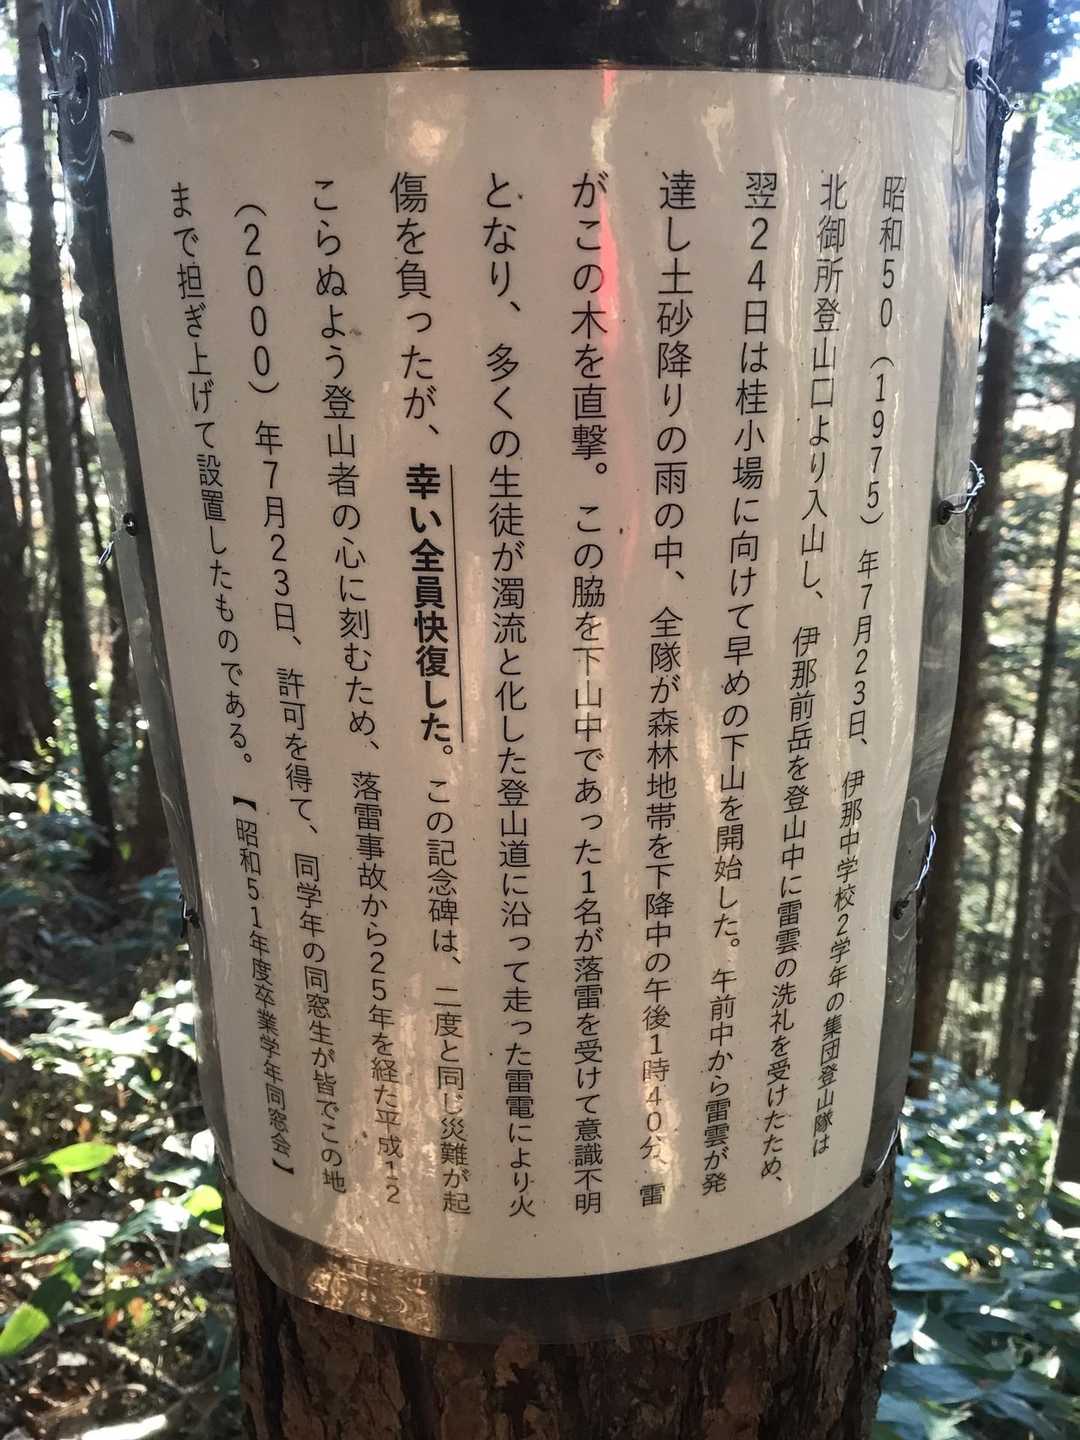 昭和50（1975）年7月23日、伊那中学校2学年の集団登山隊は
北御所登山口より入山し、伊那前岳を登山中に雷雲の洗礼を受けたため、
翌24日は桂小場に向けて早めの下山を開始した。午前中から雷雲が発
達し土砂降りの雨の中、全隊が森林地帯を下降中の午後1時40分、雷
がこの木を直撃。この脇を下山中であった1名が落雷を受けて意識不明
となり、多くの生徒が濁流と化した登山道に沿って走った雷電により火
傷を負ったが、幸い全員快復した。この記念碑は、二度と同じ災難が起
こらぬよう登山者の心に刻むため、落雷事故から25年を経た平成12
（2000）年7月23日、許可を得て、同学年の同窓生が皆でこの地
まで担ぎ上げて設置したものである。【昭和51年度卒業学年同窓会】